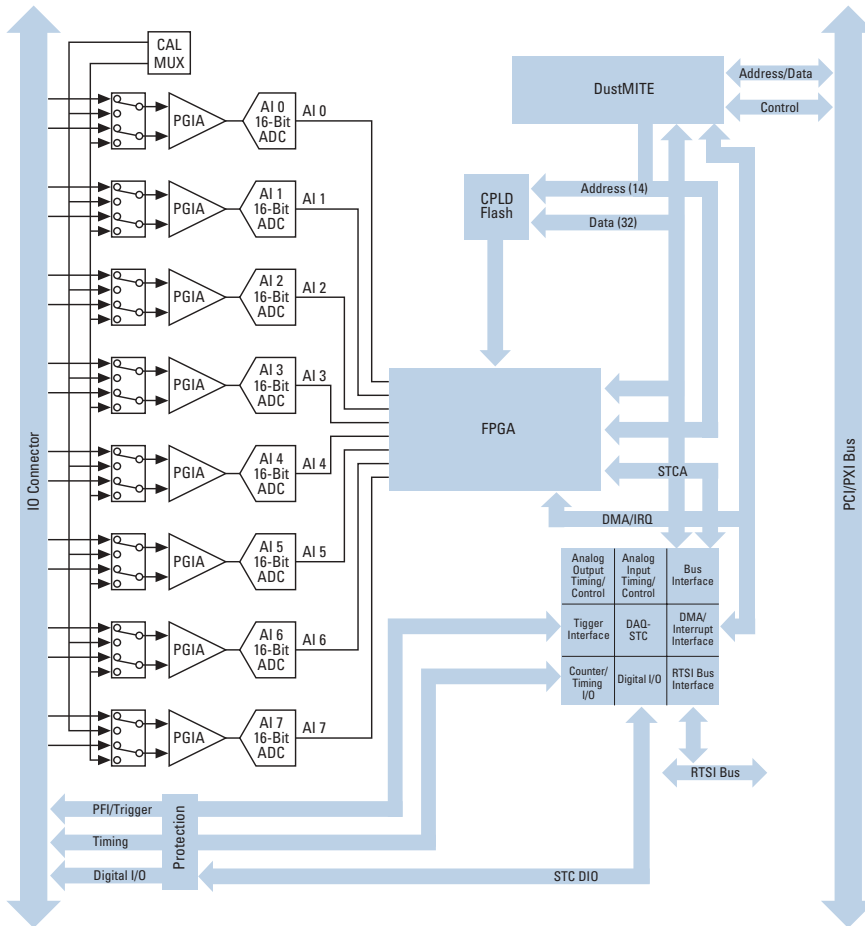 CAL
MUX
IO Connector
PCI/PXI Bus
DustMITE
Address/Data
Control
PGIA
AI 0
16-Bit
ADC
AI 0
PGIA
AI 1
16-Bit
ADC
AI 1
CPLD
Flash
Address (14)
Data (32)
PGIA
AI 2
16-Bit
ADC
AI 2
PGIA
AI 3
16-Bit
ADC
AI 3
FPGA
PGIA
AI 4
16-Bit
ADC
AI 4
STCA
DMA/IRQ
PGIA
AI 5
16-Bit
ADC
AI 5
Analog
Output
Timing/
Control
Analog
Input
Timing/
Control
Bus
Interface
PGIA
AI 6
16-Bit
ADC
AI 6
Tigger
Interface
DAQ-
STC
DMA/
Interrupt
Interface
Counter/
Timing
I/O
Digital I/O
RTSI Bus
Interface
PGIA
AI 7
16-Bit
ADC
AI 7
RTSI Bus
PFI/Trigger
Timing
Digital I/O
Protection
STC DIO